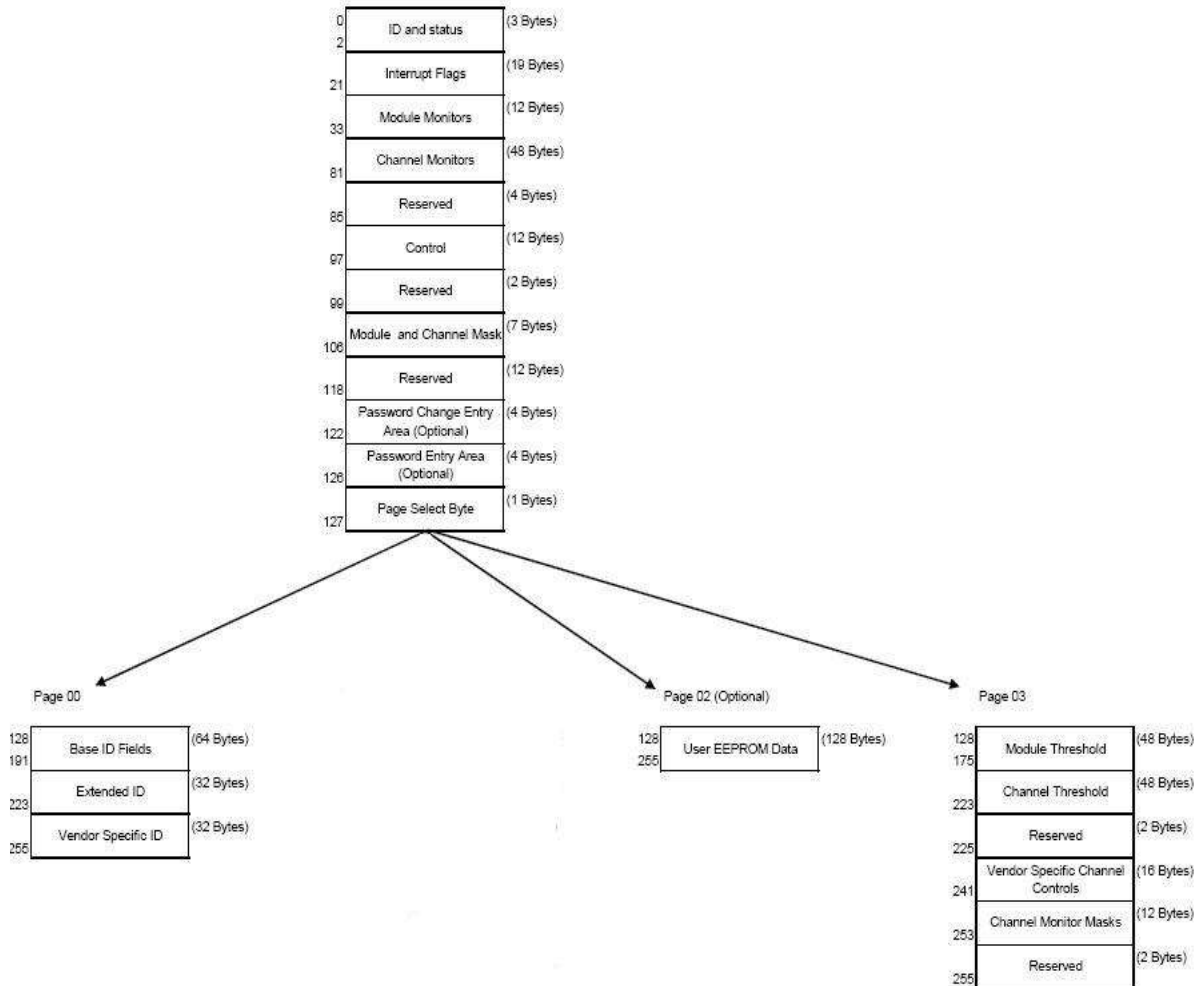 0
ID and status
(3 Bytes)
2
Interrupt Flags
(19 Bytes)
21
Module Monitors
(12 Bytes)
33
Channel Monitors
(48 Bytes)
81
Reserved
(4 Bytes)
85
Control
(12 Bytes)
97
Reserved
(2 Bytes)
99
Module and Channel Mask
(7 Bytes)
106
Reserved
(12 Bytes)
118
Password Change Entry
Area (Optional)
(4 Bytes)
122
Password Entry Area
(Optional)
(4 Bytes)
126
Page Select Byte
(1 Bytes)
127
Page 00
128
Base ID Fields
(64 Bytes)
191
Extended ID
(32 Bytes)
223
Vendor Specific ID
(32 Bytes)
255
Page 02 (Optional)
128
User EEPROM Data
(128 Bytes)
255
Page 03
128
Module Threshold
(48 Bytes)
175
Channel Threshold
(48 Bytes)
223
Reserved
(2 Bytes)
225
Vendor Specific Channel
Controls
(16 Bytes)
241
Channel Monitor Masks
(12 Bytes)
253
Reserved
(2 Bytes)
255